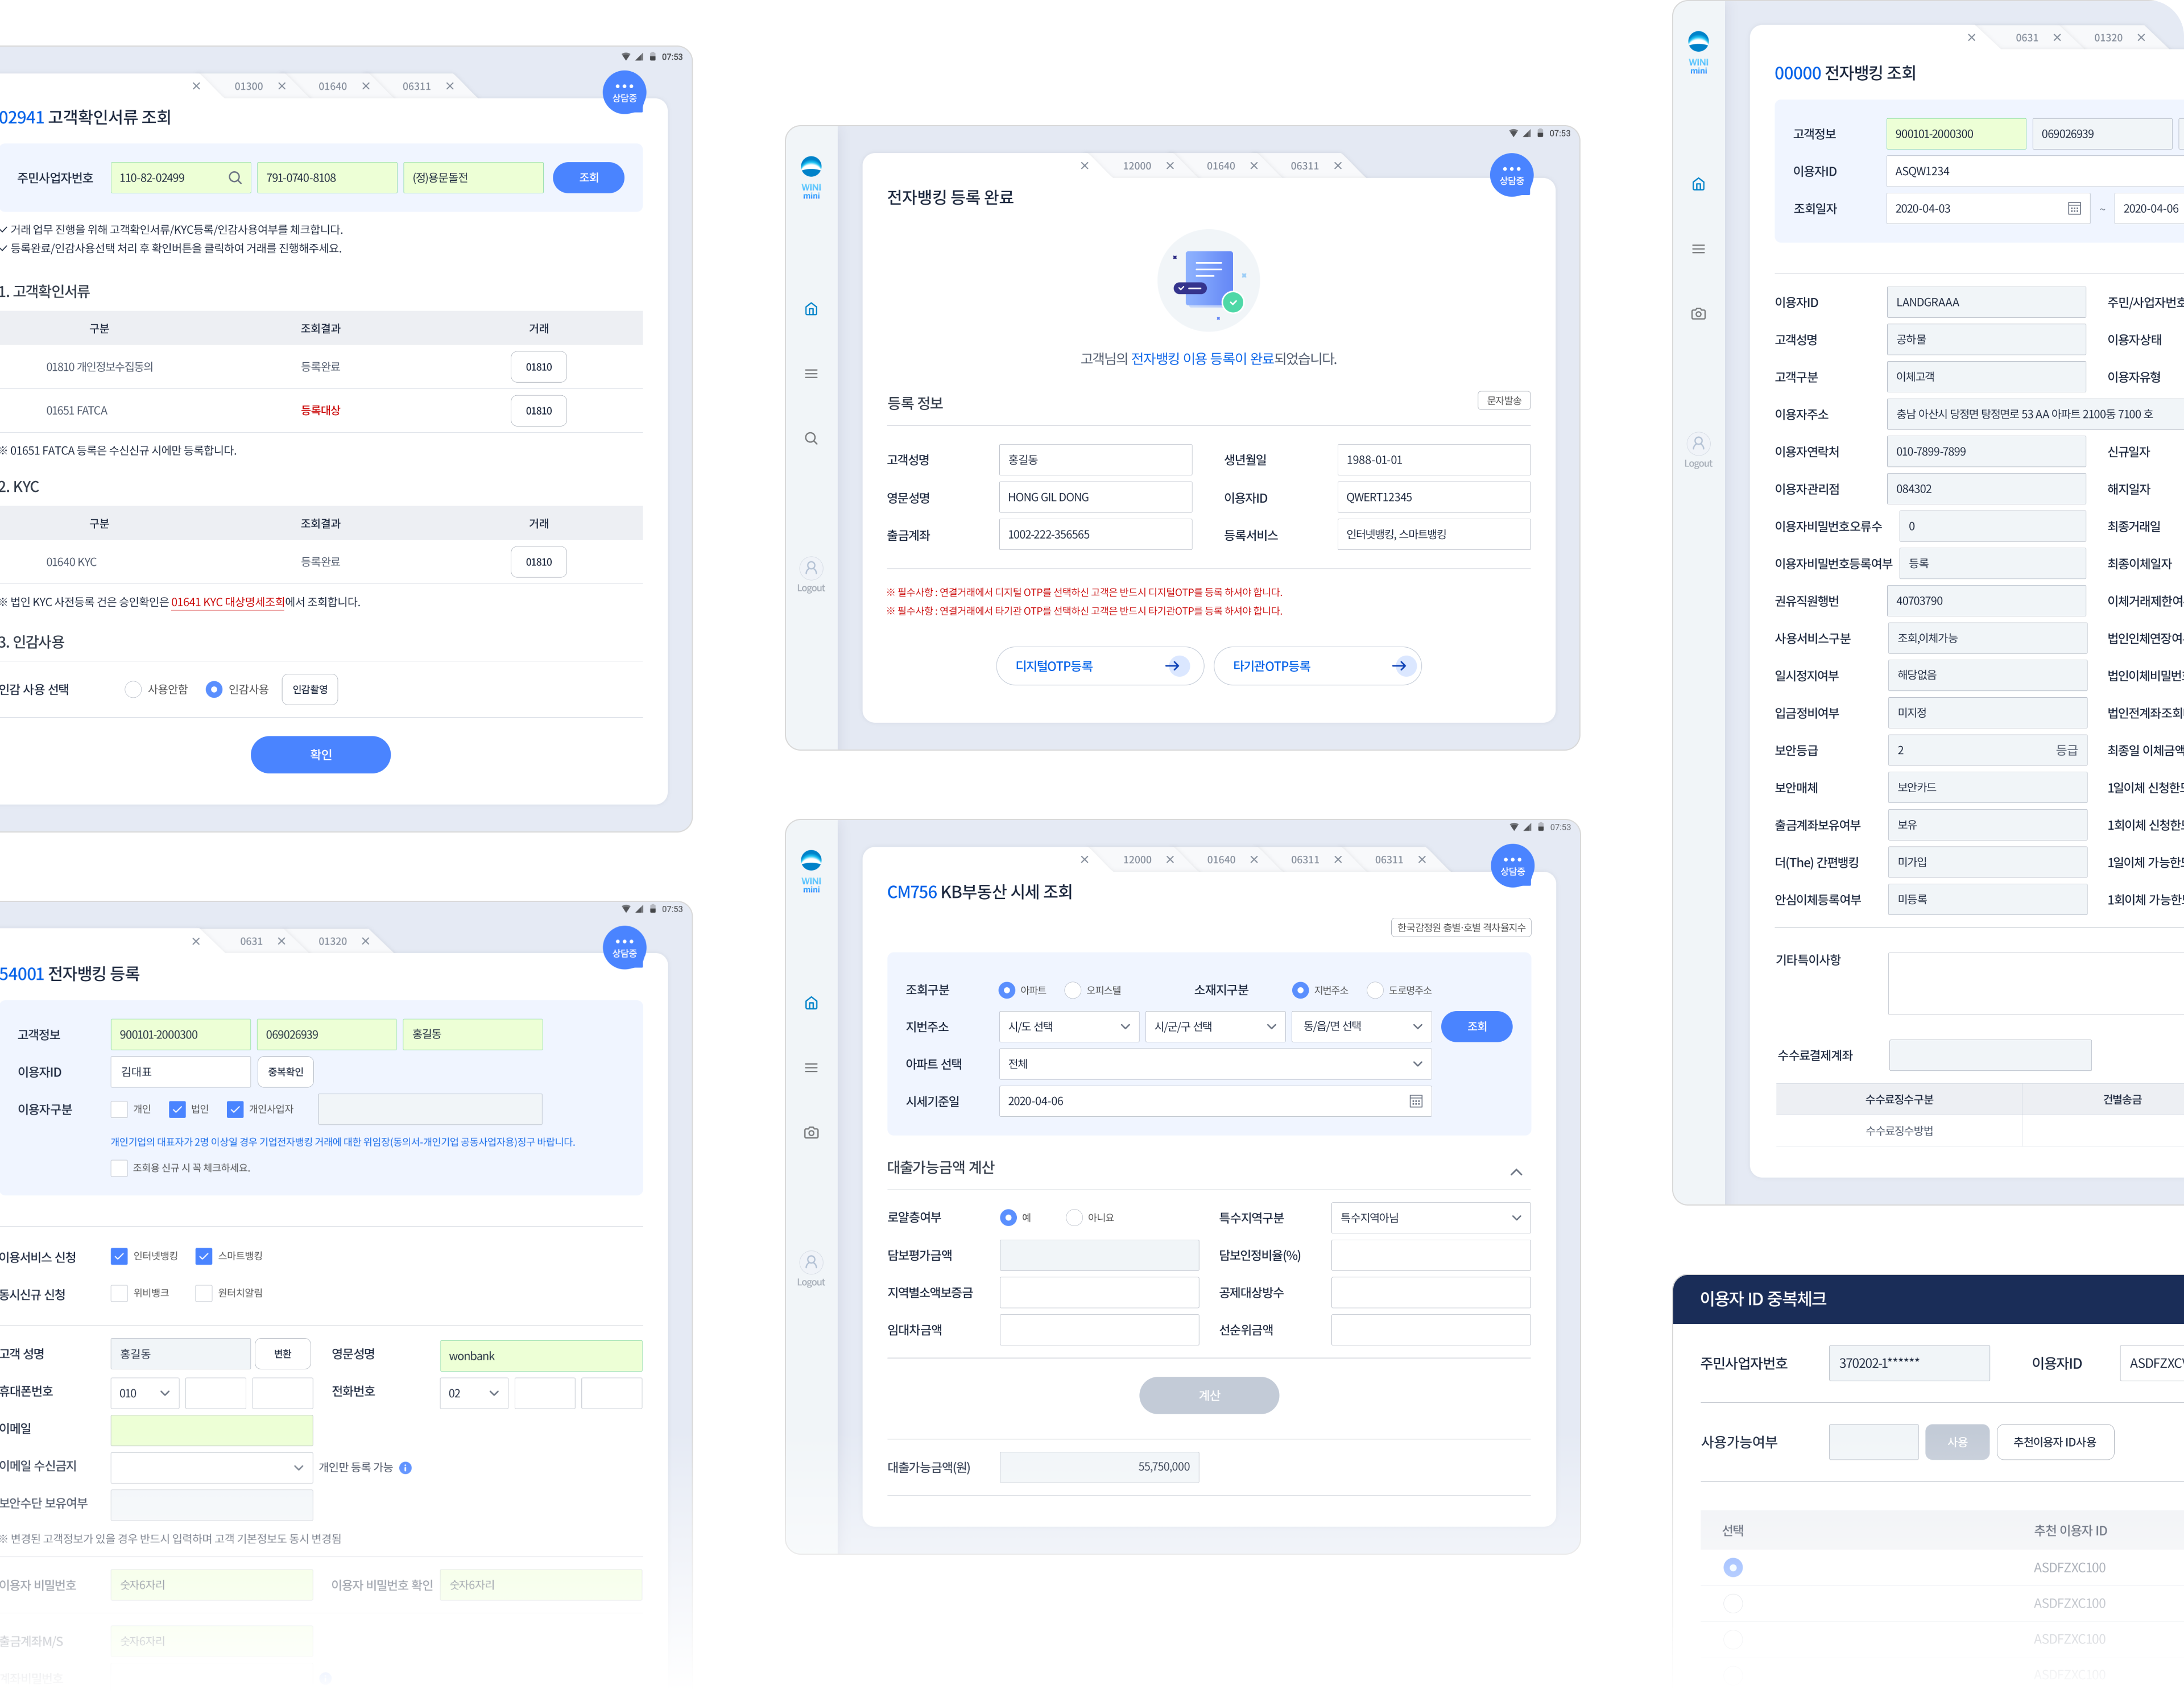 07:53
01300 01640 06311
상담중
02941 고객확인서류 조회
주민사업자번호 110-82-02499 791-0740-8108 (정)용문돌전 조회
거래 업무 진행을 위해 고객확인서류/KYC등록/인감사용여부를 체크합니다.
등록완료/인감사용선택 처리 후 확인버튼을 클릭하여 거래를 진행해주세요.
1. 고객확인서류
구분 조회결과 거래
01810 개인정보수집동의 등록완료 01810
01651 FATCA 등록대상 01810
※ 01651 FATCA 등록은 수신신규 시에만 등록합니다.
2. KYC
구분 조회결과 거래
01640 KYC 등록완료 01810
※ 법인 KYC 사전등록 건은 승인확인은 01641 KYC 대상명세조회에서 조회합니다.
3. 인감사용
인감 사용 선택 사용안함 인감사용 인감촬영
확인
07:53
0631 01320
상담중
54001 전자뱅킹 등록
고객정보 900101-2000300 069026939 홍길동
이용자ID 김대표 중복확인
이용자구분 개인 법인 개인사업자
개인기업의 대표자가 2명 이상일 경우 기업전자뱅킹 거래에 대한 위임장(동의서-개인기업 공동사업자용)징구 바랍니다.
조회용 신규 시 꼭 체크하세요.
이용서비스 신청 인터넷뱅킹 스마트뱅킹
동시신규 신청 위비뱅크 원터치알림
고객 성명 홍길동 변환 영문성명 wonbank
휴대폰번호 010 전화번호 02
이메일
이메일 수신금지 개인만 등록 가능
보안수단 보유여부
※ 변경된 고객정보가 있을 경우 반드시 입력하며 고객 기본정보도 동시 변경됨
이용자 비밀번호 숫자6자리 이용자 비밀번호 확인 숫자6자리
출금계좌M/S 숫자6자리
07:53
WINI
mini
12000 01640 06311
상담중
전자뱅킹 등록 완료
고객님의 전자뱅킹 이용 등록이 완료되었습니다.
등록 정보 문자발송
고객성명 홍길동 생년월일 1988-01-01
영문성명 HONG GIL DONG 이용자ID QWERT12345
출금계좌 1002-222-356565 등록서비스 인터넷뱅킹, 스마트뱅킹
※ 필수사항 : 연결거래에서 디지털 OTP를 선택하신 고객은 반드시 디지털OTP를 등록 하셔야 합니다.
※ 필수사항 : 연결거래에서 타기관 OTP를 선택하신 고객은 반드시 타기관OTP를 등록 하셔야 합니다.
디지털OTP등록 타기관OTP등록
Logout
07:53
WINI
mini
12000 01640 06311 06311
상담중
CM756 KB부동산 시세 조회
한국감정원 층별·호별 격차율지수
조회구분 아파트 오피스텔 소재지구분 지번주소 도로명주소
지번주소 시/도 선택 시/군/구 선택 동/읍/면 선택 조회
아파트 선택 전체
시세기준일 2020-04-06
대출가능금액 계산
로얄층여부 예 아니요 특수지역구분 특수지역아님
담보평가금액 담보인정비율(%)
지역별소액보증금 공제대상방수
임대차금액 선순위금액
계산
대출가능금액(원) 55,750,000
Logout
WINI
mini
0631 01320
00000 전자뱅킹 조회
고객정보 900101-2000300 069026939
이용자ID ASQW1234
조회일자 2020-04-03 ~ 2020-04-06
이용자ID LANDGRAAA 주민/사업자번호
고객성명 공하물 이용자상태
고객구분 이체고객 이용자유형
이용자주소 충남 아산시 당정면 탕정면로 53 AA 아파트 2100동 7100 호
이용자연락처 010-7899-7899 신규일자
이용자관리점 084302 해지일자
이용자비밀번호오류수 0 최종거래일
이용자비밀번호등록여부 등록 최종이체일자
권유직원행번 40703790 이체거래제한여
사용서비스구분 조회,이체가능 법인인체연장여
일시정지여부 해당없음 법인이체비밀번
입금정비여부 미지정 법인전계좌조회
보안등급 2 등급 최종일 이체금액
보안매체 보안카드 1일이체 신청한
출금계좌보유여부 보유 1회이체 신청한
더(The) 간편뱅킹 미가입 1일이체 가능한
안심이체등록여부 미등록 1회이체 가능한
기타특이사항
수수료결제계좌
수수료징수구분 건별송금
수수료징수방법
Logout
이용자 ID 중복체크
주민사업자번호 370202-1****** 이용자ID ASDFZXC
사용가능여부 사용 추천이용자 ID사용
선택 추천 이용자 ID
ASDFZXC100
ASDFZXC100
ASDFZXC100
ASDFZXC100